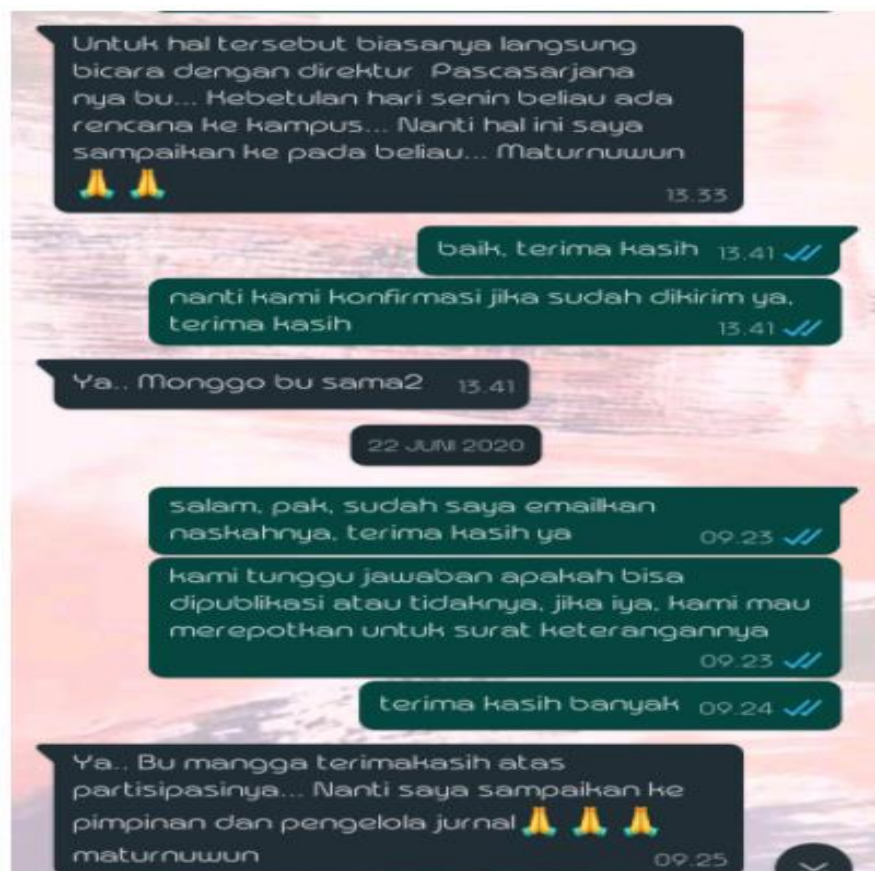 Untuk hal tersebut biasanya langsung
bicara dengan direktur Pascasarjana
nya bu... Kebetulan hari senin beliau ada
rencana ke kampus... Nanti hal ini saya
sampaikan ke pada beliau... Maturnuwun
🙏 🙏 13.33
baik, terima kasih 13.41
nanti kami konfirmasi jika sudah dikirim ya,
terima kasih 13.41
Ya.. Monggo bu sama2 13.41
22 JUNI 2020
salam, pak, sudah saya emailkan
naskahnya, terima kasih ya 09.23
kami tunggu jawaban apakah bisa
dipublikasi atau tidaknya, jika iya, kami mau
merepotkan untuk surat keterangannya
09.23
terima kasih banyak 09.24
Ya.. Bu mangga terimakasih atas
partisipasinya... Nanti saya sampaikan ke
pimpinan dan pengelola jurnal 🙏 🙏 🙏
maturnuwun 09.25